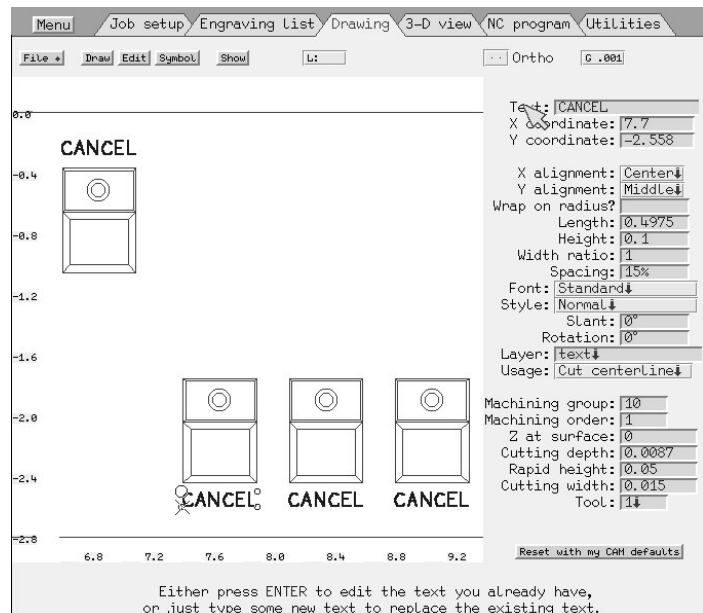 Menu Job setup Engraving list Drawing 3-D view NC program Utilities
File Draw Edit Symbol Show L: Ortho G .001
Text: CANCEL
X coordinate: 7.7
Y coordinate: -2.558
X alignment: Center
Y alignment: Middle
Wrap on radius?
Length: 0.4975
Height: 0.1
Width ratio: 1
Spacing: 15%
Font: Standard
Style: Normal
Slant: 0°
Rotation: 0°
Layer: text
Usage: Cut centerline
Machining group: 10
Machining order: 1
Z at surface: 0
Cutting depth: 0.0087
Rapid height: 0.05
Cutting width: 0.015
Tool: 1
Reset with my CAM defaults
0.0
CANCEL
-0.4
-0.8
-1.2
-1.6
-2.0
-2.4
CANCEL CANCEL CANCEL
-2.8
6.8 7.2 7.6 8.0 8.4 8.8 9.2
Either press ENTER to edit the text you already have,
or just type some new text to replace the existing text.